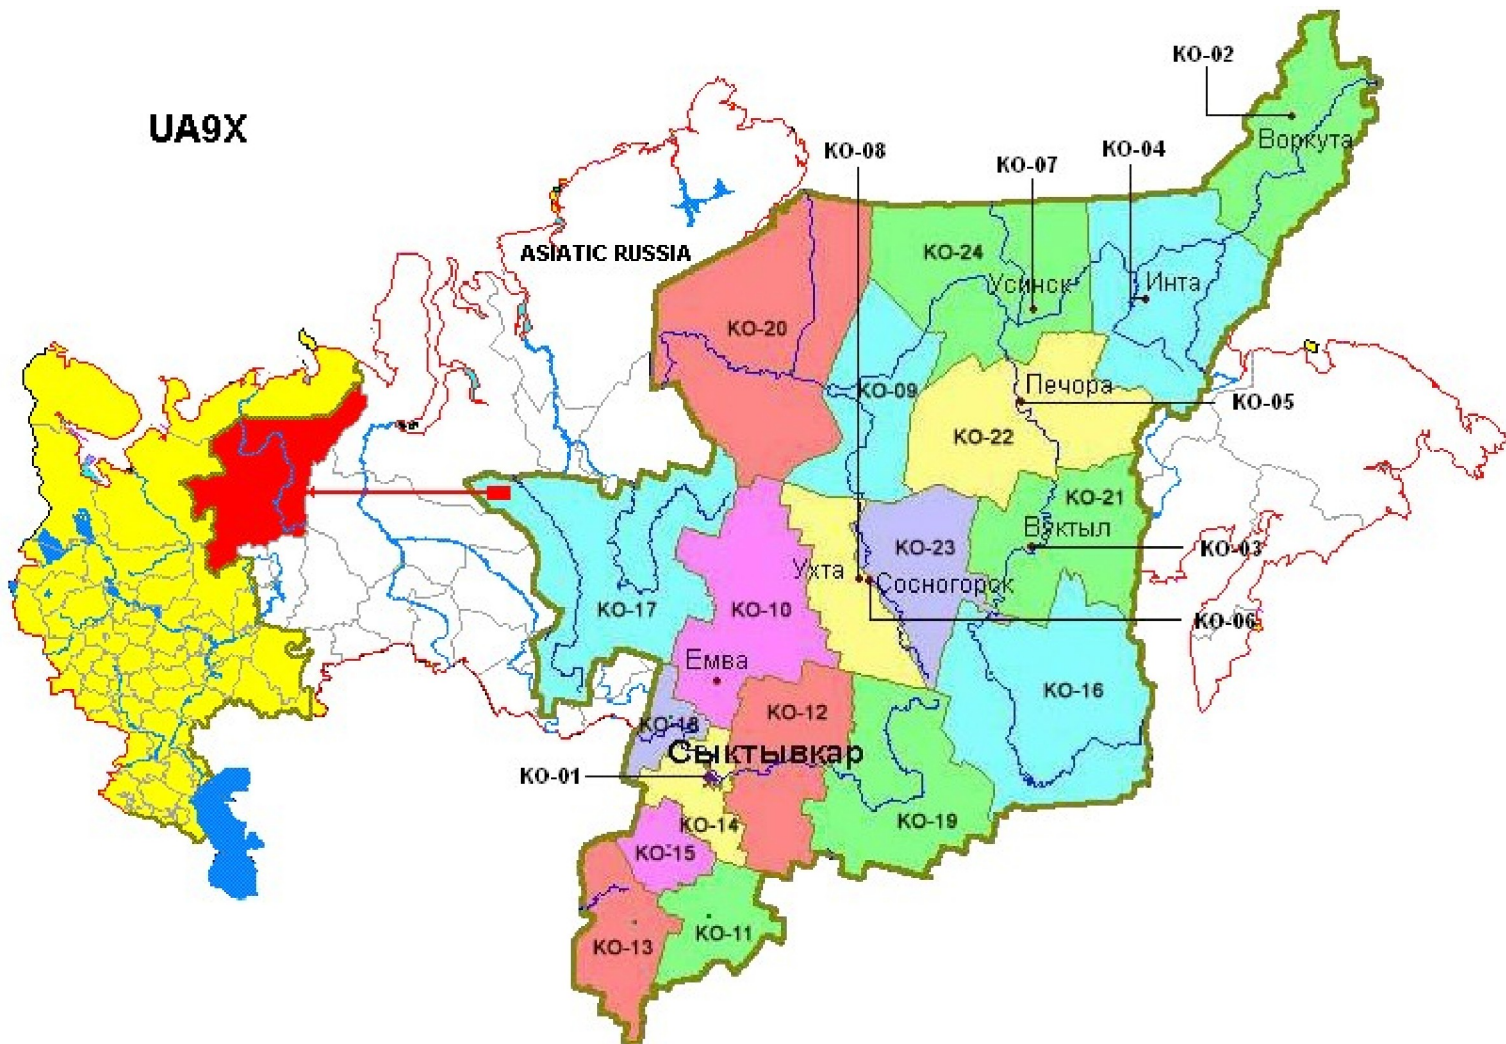 KO-02
UA9X
Воркута
KO-08
KO-07
KO-04
ASIATIC RUSSIA
KO-24
Усинск
Инта
KO-20
KO-09
Печора
KO-05
KO-22
KO-21
Вуктыл
KO-23
KO-03
Ухта
Сосногорск
KO-17
KO-10
KO-06
Емва
KO-16
KO-12
KO-18
Сыктывкар
KO-01
KO-14
KO-19
KO-15
KO-11
KO-13